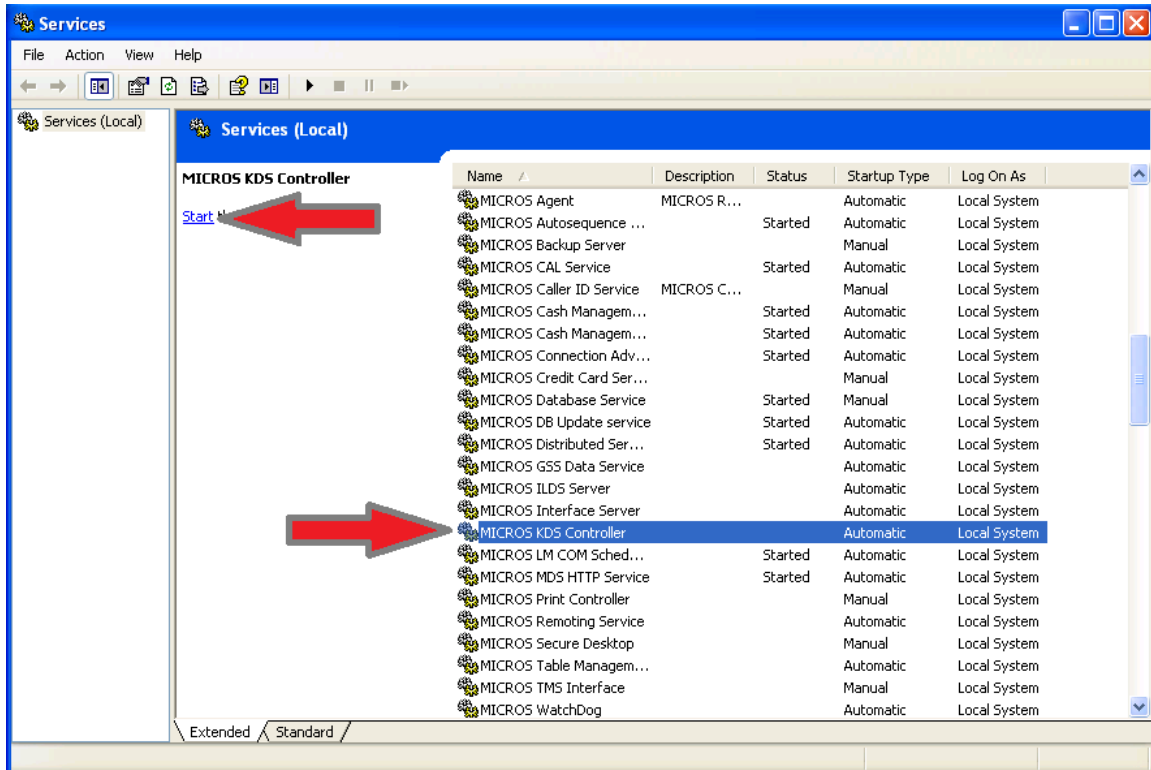 Services
File Action View Help
Services (Local)
Services (Local)
MICROS KDS Controller
Start
Name Description Status Startup Type Log On As
MICROS Agent MICROS R... Automatic Local System
MICROS Autosequence ... Started Automatic Local System
MICROS Backup Server Manual Local System
MICROS CAL Service Started Automatic Local System
MICROS Caller ID Service MICROS C... Manual Local System
MICROS Cash Managem... Started Automatic Local System
MICROS Cash Managem... Started Automatic Local System
MICROS Connection Adv... Started Automatic Local System
MICROS Credit Card Ser... Manual Local System
MICROS Database Service Started Manual Local System
MICROS DB Update service Started Automatic Local System
MICROS Distributed Ser... Started Automatic Local System
MICROS GSS Data Service Automatic Local System
MICROS ILDS Server Automatic Local System
MICROS Interface Server Automatic Local System
MICROS KDS Controller Automatic Local System
MICROS LM COM Sched... Started Automatic Local System
MICROS MDS HTTP Service Started Automatic Local System
MICROS Print Controller Manual Local System
MICROS Remoting Service Automatic Local System
MICROS Secure Desktop Manual Local System
MICROS Table Managem... Automatic Local System
MICROS TMS Interface Manual Local System
MICROS WatchDog Automatic Local System
Extended Standard